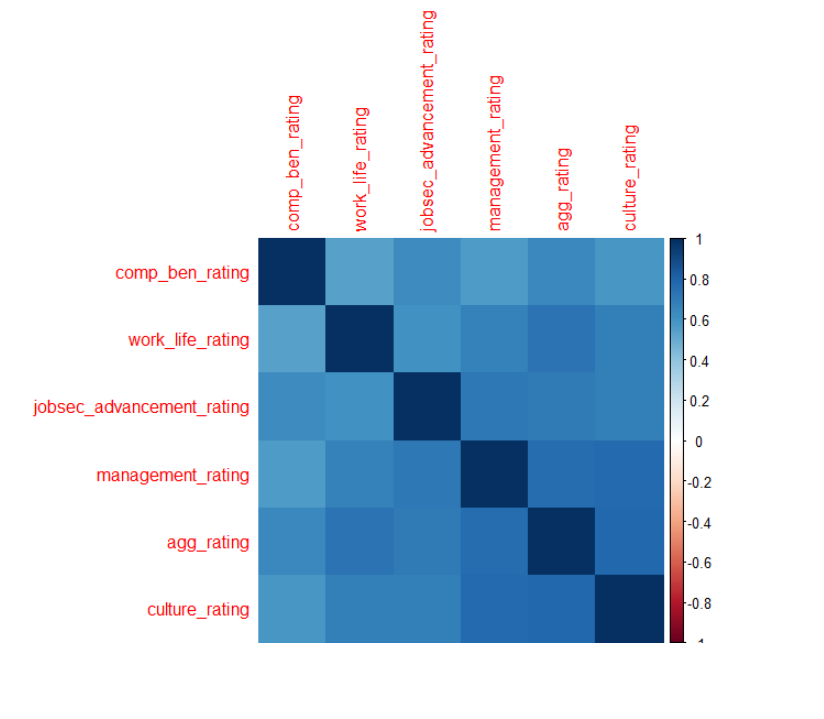 comp_ben_rating
work_life_rating
jobsec_advancement_rating
management_rating
agg_rating
culture_rating
comp_ben_rating
work_life_rating
jobsec_advancement_rating
management_rating
agg_rating
culture_rating
1
0.8
0.6
0.4
0.2
0
-0.2
-0.4
-0.6
-0.8